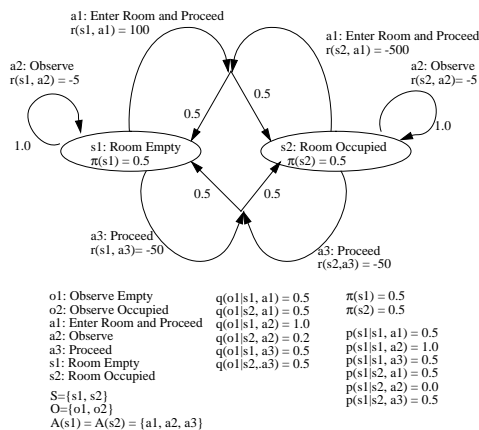 a1: Enter Room and Proceed
r(s1, a1) = 100
a1: Enter Room and Proceed
r(s2, a1) = -500
a2: Observe
r(s1, a2) = -5
a2: Observe
r(s2, a2)= -5
0.5
0.5
1.0
1.0
s1: Room Empty
π(s1) = 0.5
s2: Room Occupied
π(s2) = 0.5
0.5
0.5
a3: Proceed
r(s1, a3)= -50
a3: Proceed
r(s2,a3) = -50
o1: Observe Empty
o2: Observe Occupied
a1: Enter Room and Proceed
a2: Observe
a3: Proceed
s1: Room Empty
s2: Room Occupied
S={s1, s2}
O={o1, o2}
A(s1) = A(s2) = {a1, a2, a3}
q(o1|s1, a1) = 0.5
q(o1|s2, a1) = 0.5
q(o1|s1, a2) = 1.0
q(o1|s2, a2) = 0.2
q(o1|s1, a3) = 0.5
q(o1|s2,.a3) = 0.5
π(s1) = 0.5
π(s2) = 0.5
p(s1|s1, a1) = 0.5
p(s1|s1, a2) = 1.0
p(s1|s1, a3) = 0.5
p(s1|s2, a1) = 0.5
p(s1|s2, a2) = 0.0
p(s1|s2, a3) = 0.5